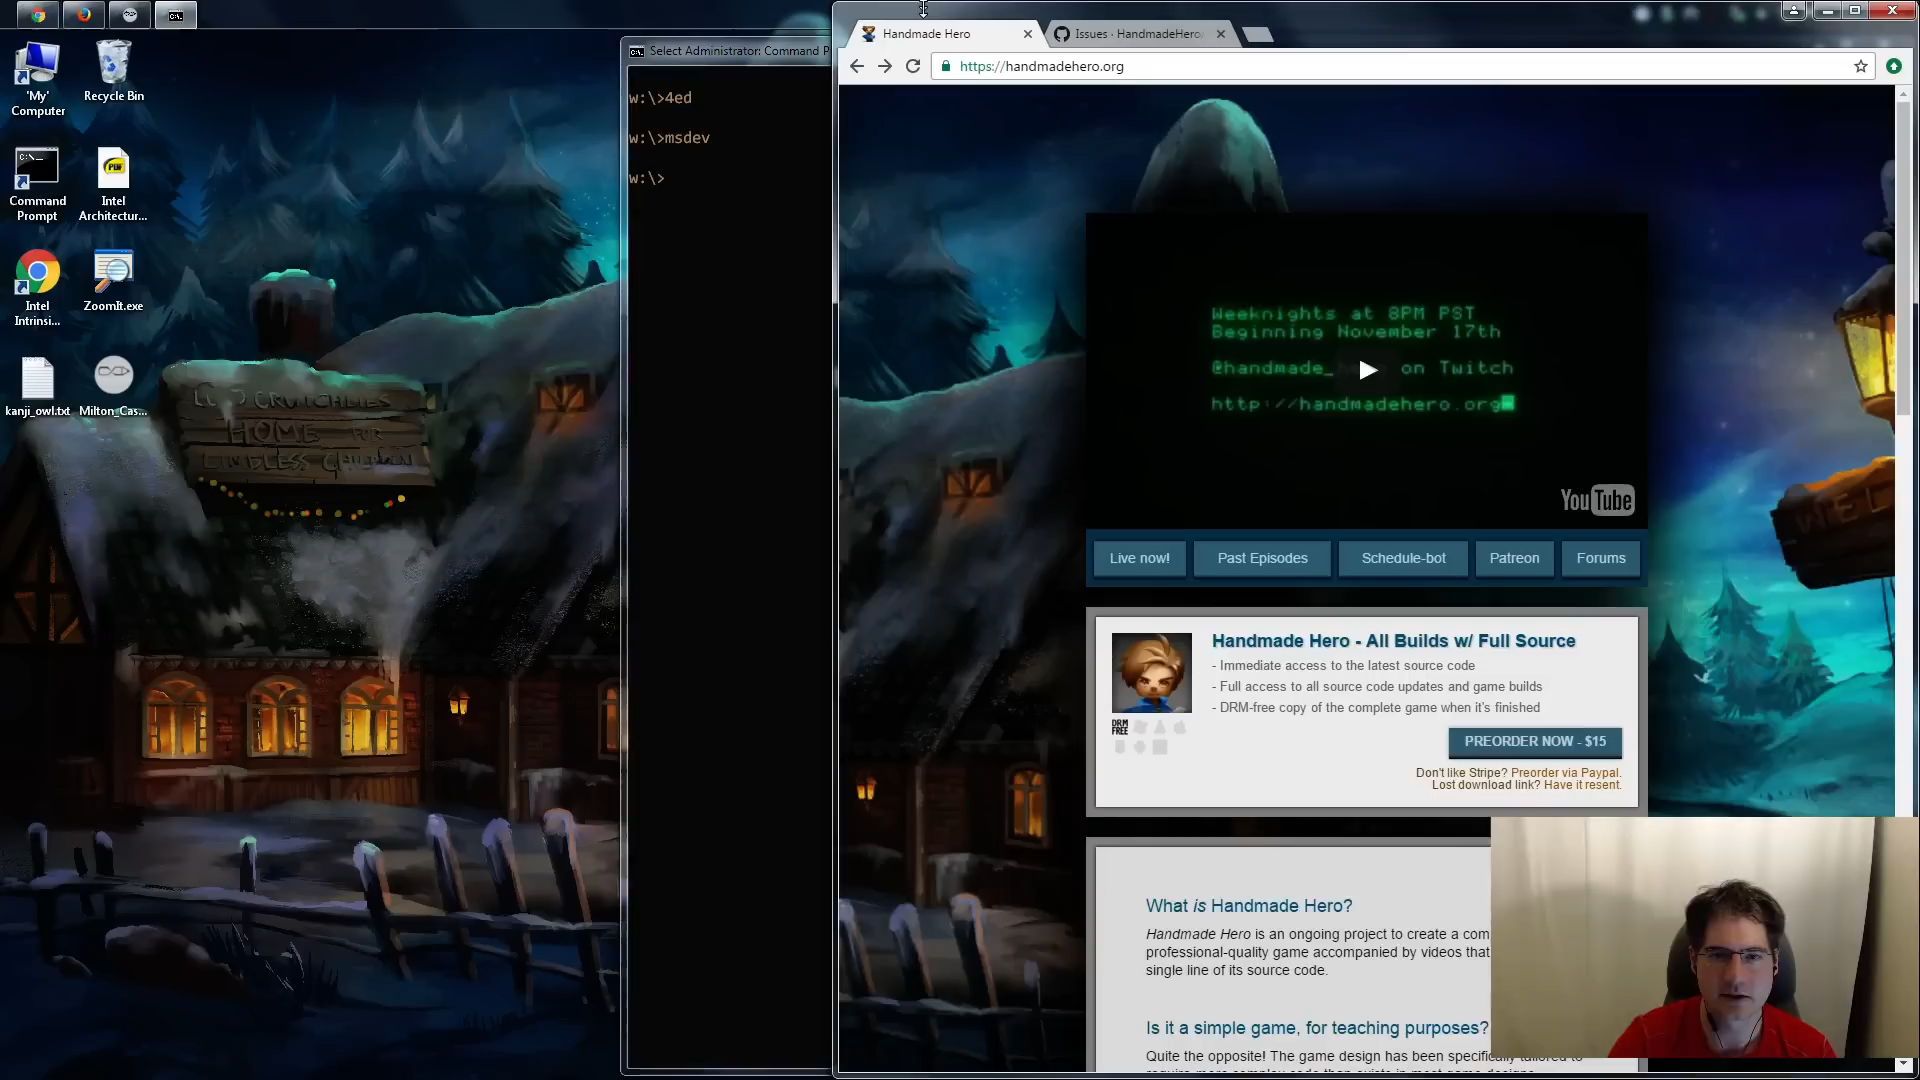 'My'
Computer
Recycle Bin
Command
Prompt
Intel
Architectur...
Intel
Intrinsi...
ZoomIt.exe
kanji_owl.txt
Milton_Cas...
HOME FOR
LIMBLESS CHILDREN
Select Administrator: Command P
w:\>4ed
w:\>msdev
w:\>
Handmade Hero
Issues · HandmadeHero
https://handmadehero.org
Weeknights at 8PM PST
Beginning November 17th
@handmade_ on Twitch
http://handmadehero.org
YouTube
Live now!
Past Episodes
Schedule-bot
Patreon
Forums
Handmade Hero - All Builds w/ Full Source
- Immediate access to the latest source code
- Full access to all source code updates and game builds
- DRM-free copy of the complete game when it's finished
DRM
FREE
PREORDER NOW - $15
Don't like Stripe? Preorder via Paypal.
Lost download link? Have it resent.
What is Handmade Hero?
Handmade Hero is an ongoing project to create a com
professional-quality game accompanied by videos that
single line of its source code.
Is it a simple game, for teaching purposes?
Quite the opposite! The game design has been specifically tailored to